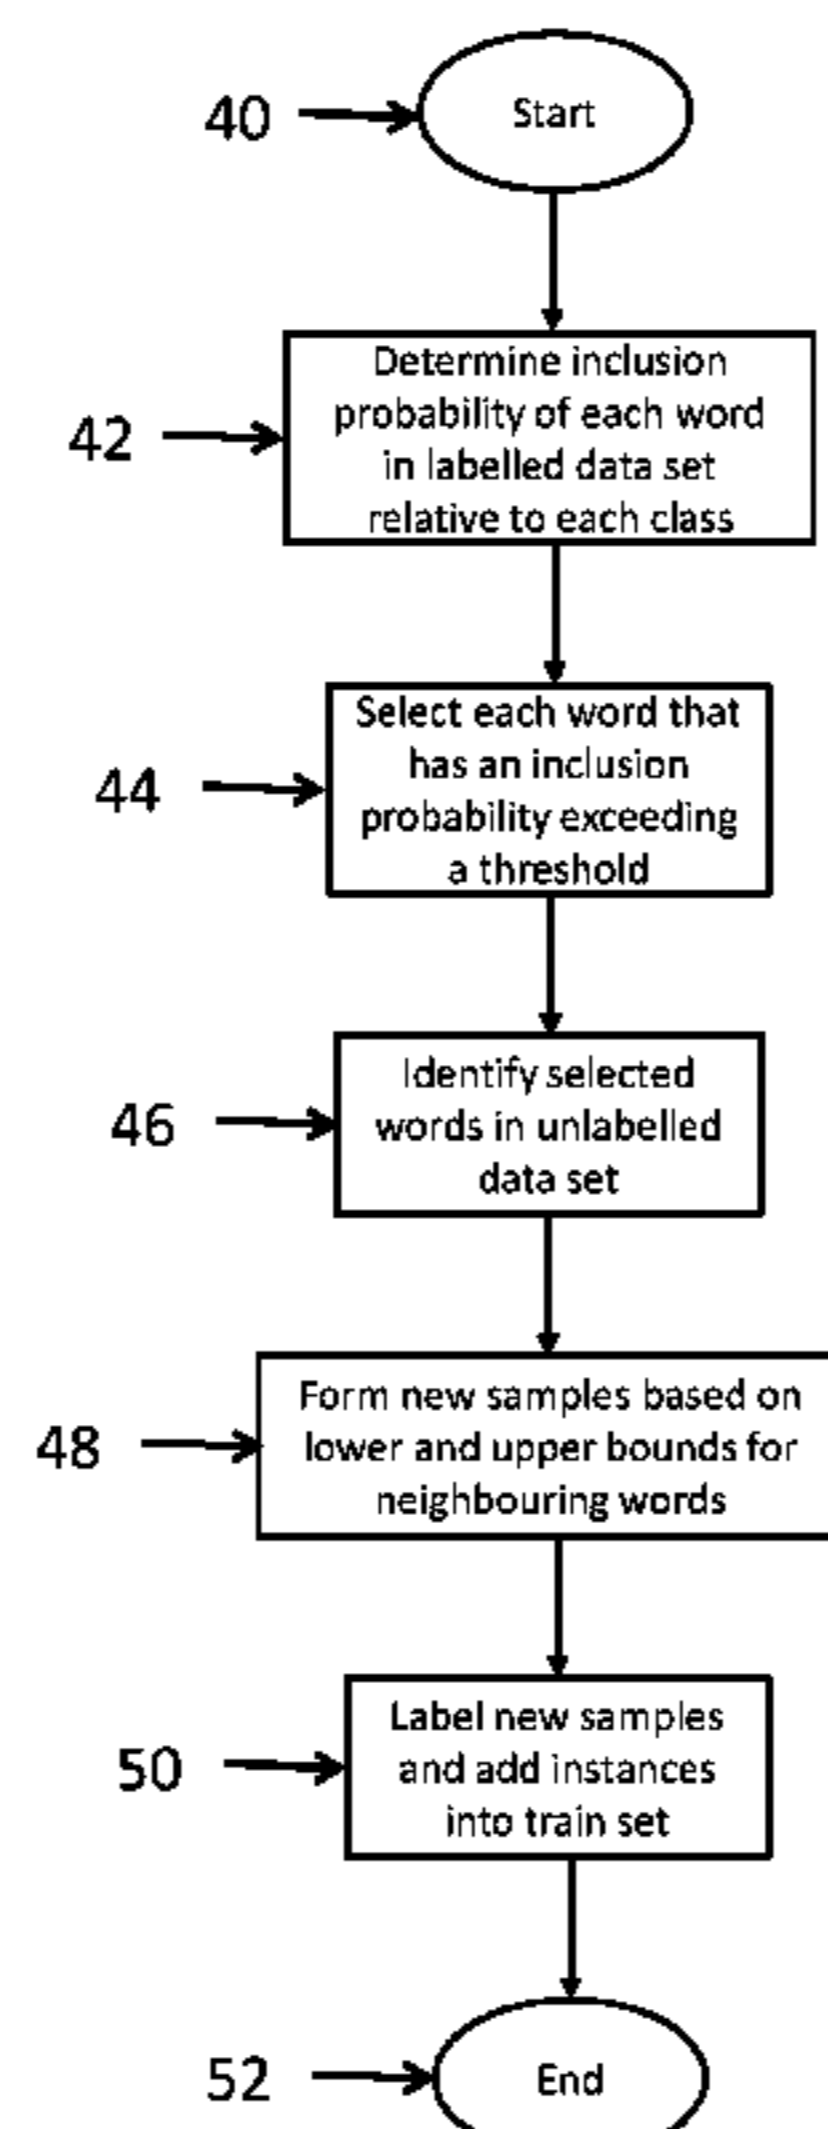 40
Start
42
Determine inclusion
probability of each word
in labelled data set
relative to each class
44
Select each word that
has an inclusion
probability exceeding
a threshold
46
Identify selected
words in unlabelled
data set
48
Form new samples based on
lower and upper bounds for
neighbouring words
50
Label new samples
and add instances
into train set
52
End